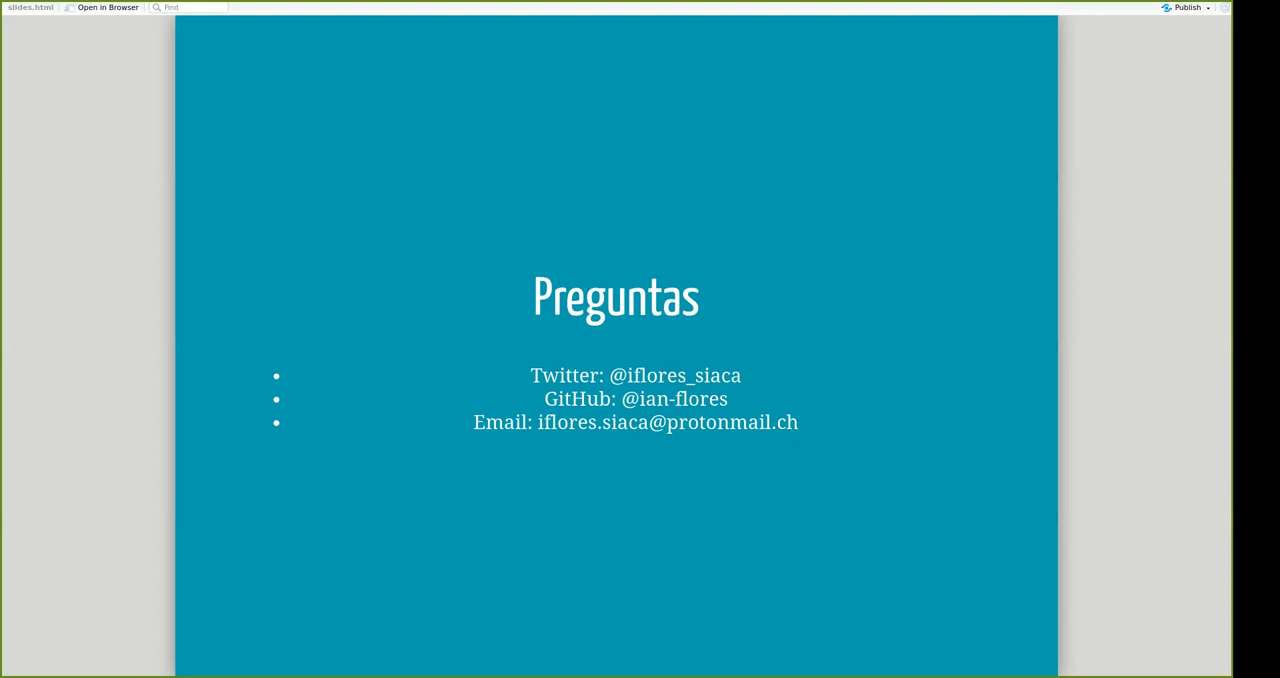 slides.html Open in Browser Find Publish
Preguntas
Twitter: @iflores_siaca
GitHub: @ian-flores
Email: iflores.siaca@protonmail.ch